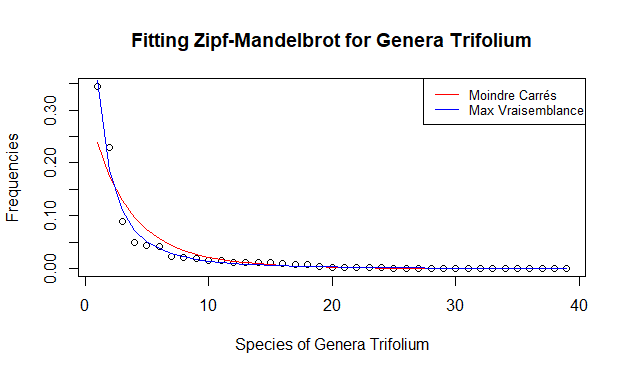 Fitting Zipf-Mandelbrot for Genera Trifolium
Moindre Carrés
Max Vraisemblance
Frequencies
0.30
0.20
0.10
0.00
0 10 20 30 40
Species of Genera Trifolium